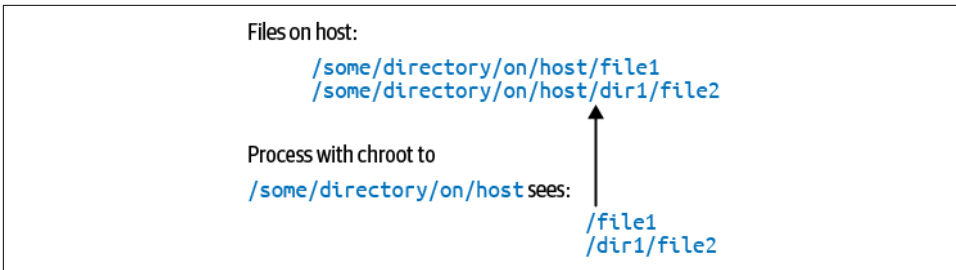 Files on host:
/some/directory/on/host/file1
/some/directory/on/host/dir1/file2
Process with chroot to
/some/directory/on/host sees:
/file1
/dir1/file2